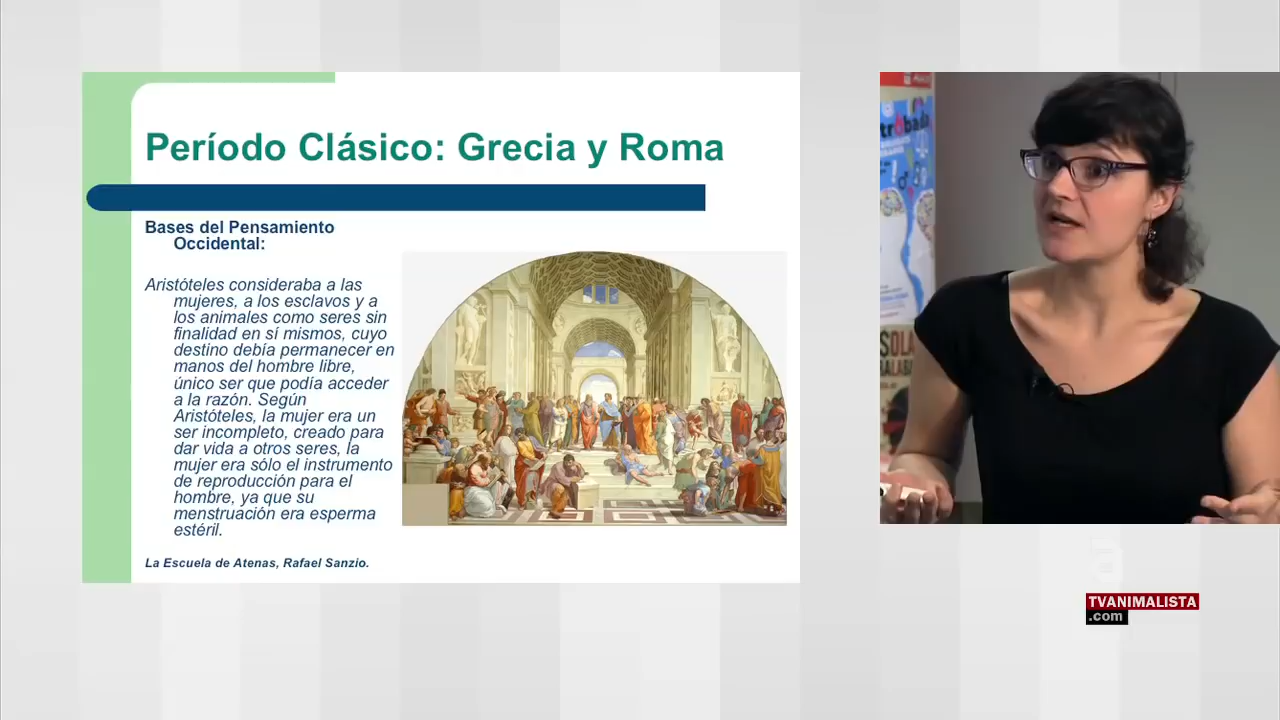 Período Clásico: Grecia y Roma
Bases del Pensamiento
Occidental:
Aristóteles consideraba a las
mujeres, a los esclavos y a
los animales como seres sin
finalidad en sí mismos, cuyo
destino debía permanecer en
manos del hombre libre,
único ser que podía acceder
a la razón. Según
Aristóteles, la mujer era un
ser incompleto, creado para
dar vida a otros seres, la
mujer era sólo el instrumento
de reproducción para el
hombre, ya que su
menstruación era esperma
estéril.
La Escuela de Atenas, Rafael Sanzio.
TVANIMALISTA
.com